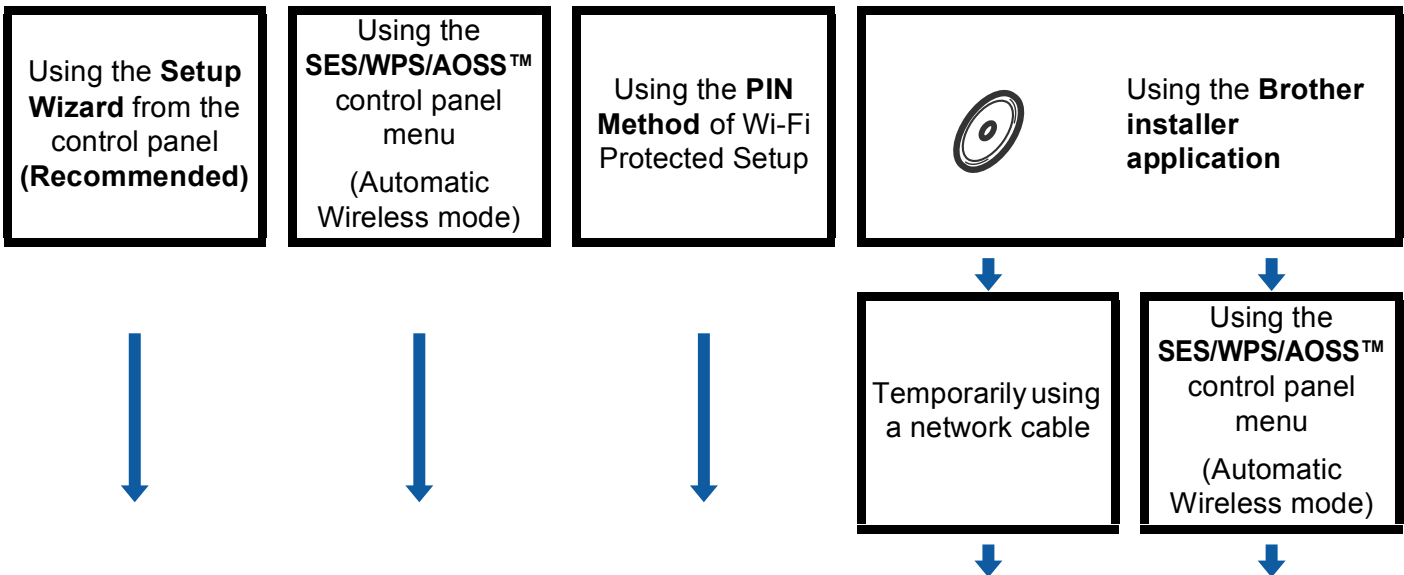 Using the Setup
Wizard from the
control panel
(Recommended)
Using the
SES/WPS/AOSS™
control panel
menu
(Automatic
Wireless mode)
Using the PIN
Method of Wi-Fi
Protected Setup
Using the Brother
installer
application
Temporarily using
a network cable
Using the
SES/WPS/AOSS™
control panel
menu
(Automatic
Wireless mode)